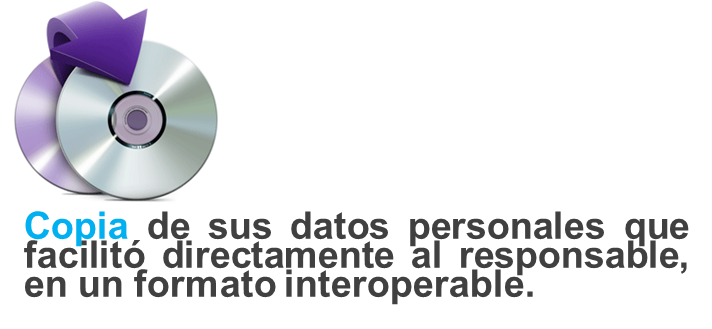 Copia de sus datos personales que
facilitó directamente al responsable,
en un formato interoperable.